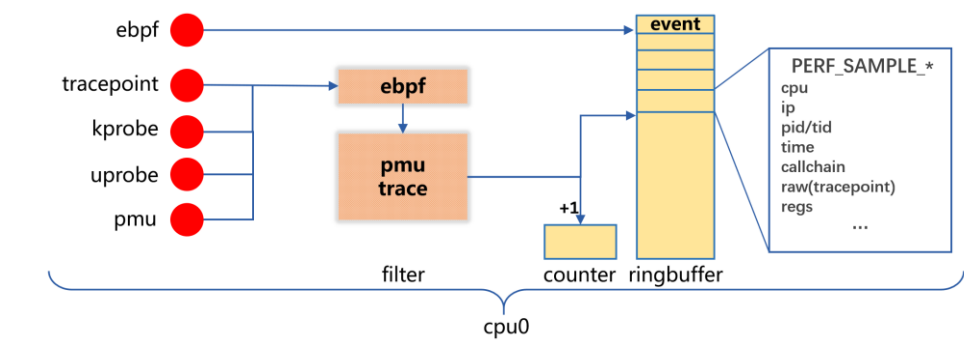 ebpf
tracepoint
kprobe
uprobe
pmu
ebpf
pmu
trace
filter
+1
counter
event
ringbuffer
PERF_SAMPLE_*
cpu
ip
pid/tid
time
callchain
raw(tracepoint)
regs
...
cpu0